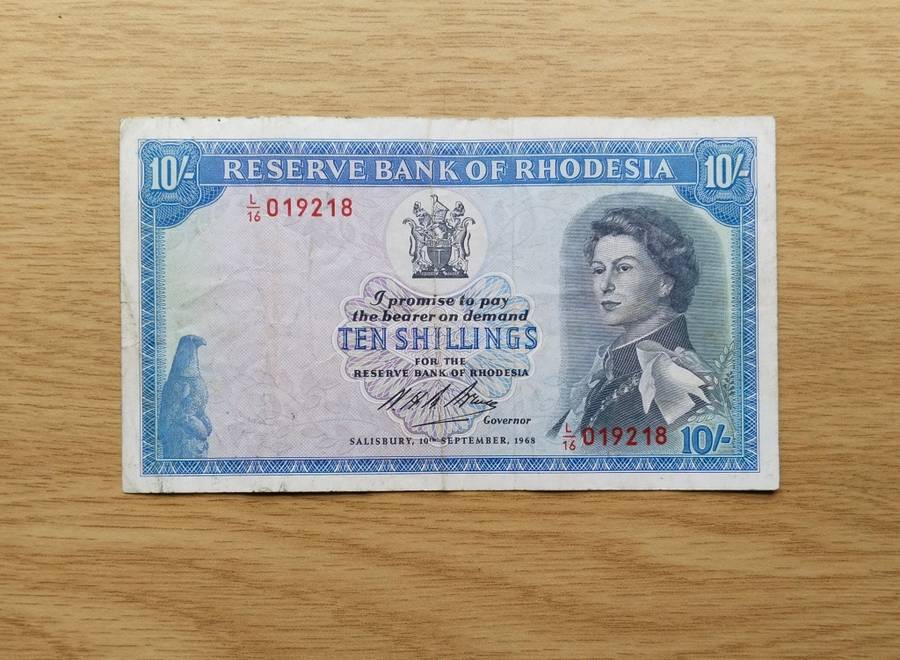 10/- RESERVE BANK OF RHODESIA 10/-
L/16 019218
I promise to pay
the bearer on demand
TEN SHILLINGS
FOR THE
RESERVE BANK OF RHODESIA
Governor
SALISBURY, 10TH SEPTEMBER, 1968
L/16 019218 10/-